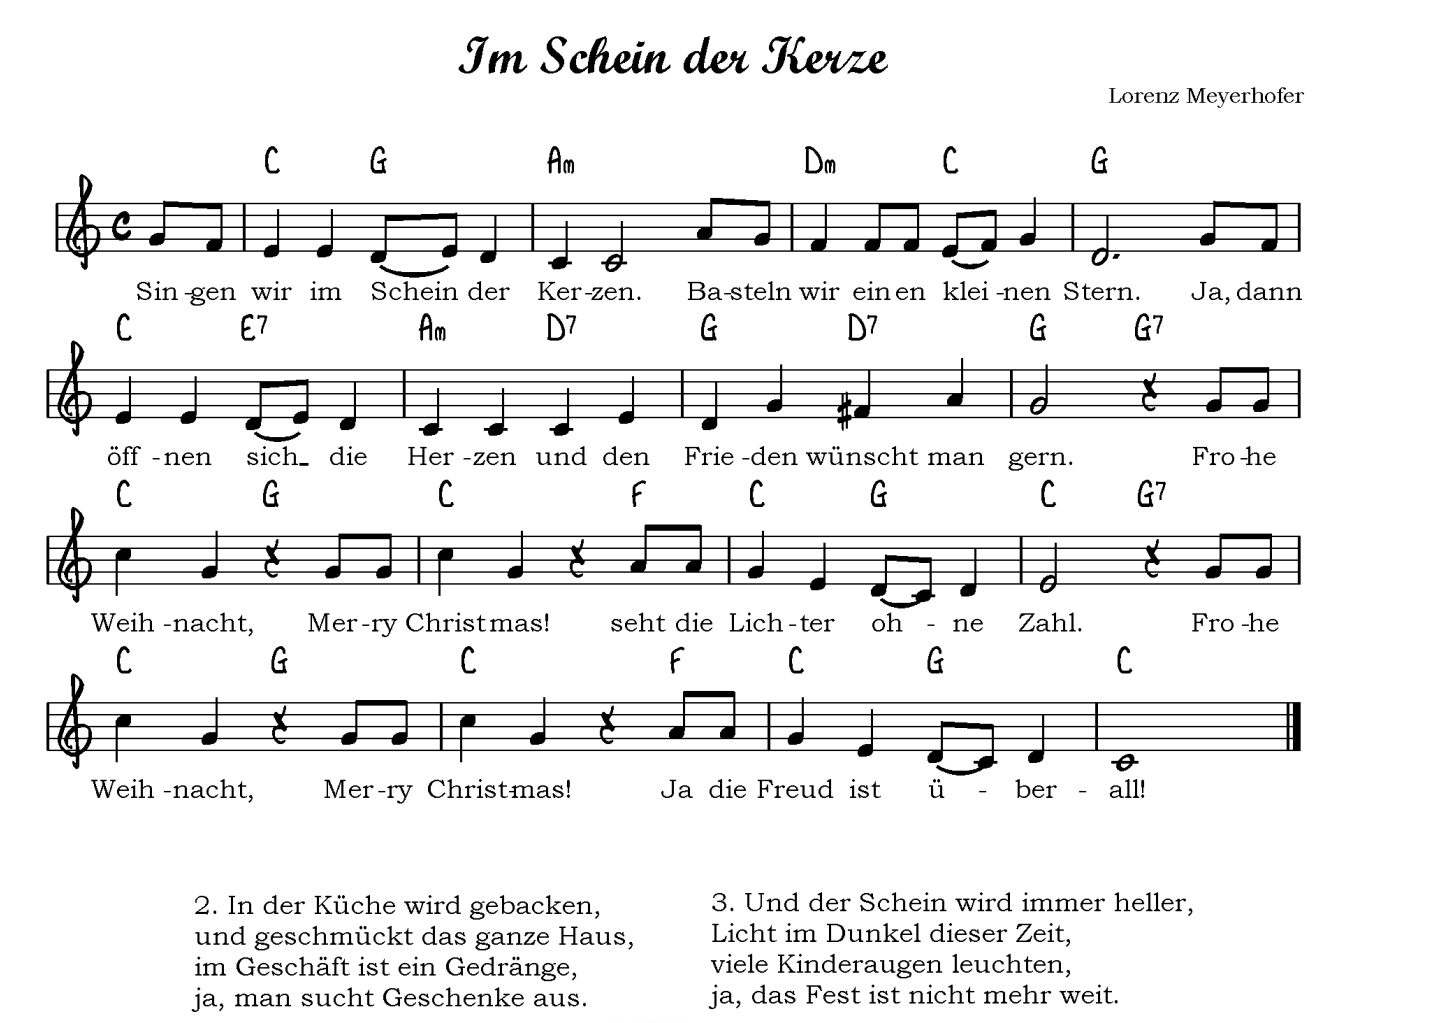 Im Schein der Kerze
Lorenz Meyerhofer
C G Am Dm C G
Sin -gen wir im Schein der Ker -zen. Ba -steln wir ein en klei -nen Stern. Ja, dann
C E7 Am D7 G D7 G G7
öff -nen sich_ die Her -zen und den Frie -den wünscht man gern. Fro -he
C G C F C G C G7
Weih -nacht, Mer -ry Christ mas! seht die Lich -ter oh - ne Zahl. Fro -he
C G C F C G C
Weih -nacht, Mer -ry Christ -mas! Ja die Freud ist ü - ber - all!
2. In der Küche wird gebacken,
und geschmückt das ganze Haus,
im Geschäft ist ein Gedränge,
ja, man sucht Geschenke aus.
3. Und der Schein wird immer heller,
Licht im Dunkel dieser Zeit,
viele Kinderaugen leuchten,
ja, das Fest ist nicht mehr weit.